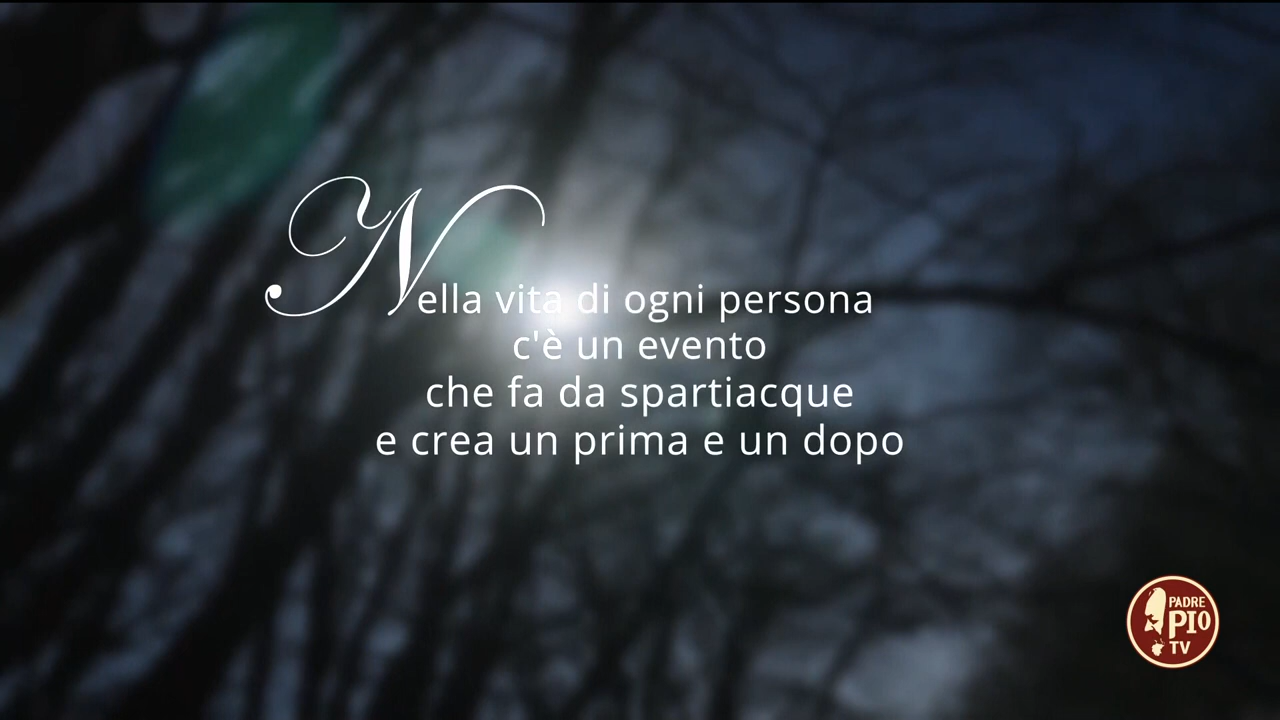 Nella vita di ogni persona
c'è un evento
che fa da spartiacque
e crea un prima e un dopo
PADRE
PIO
TV